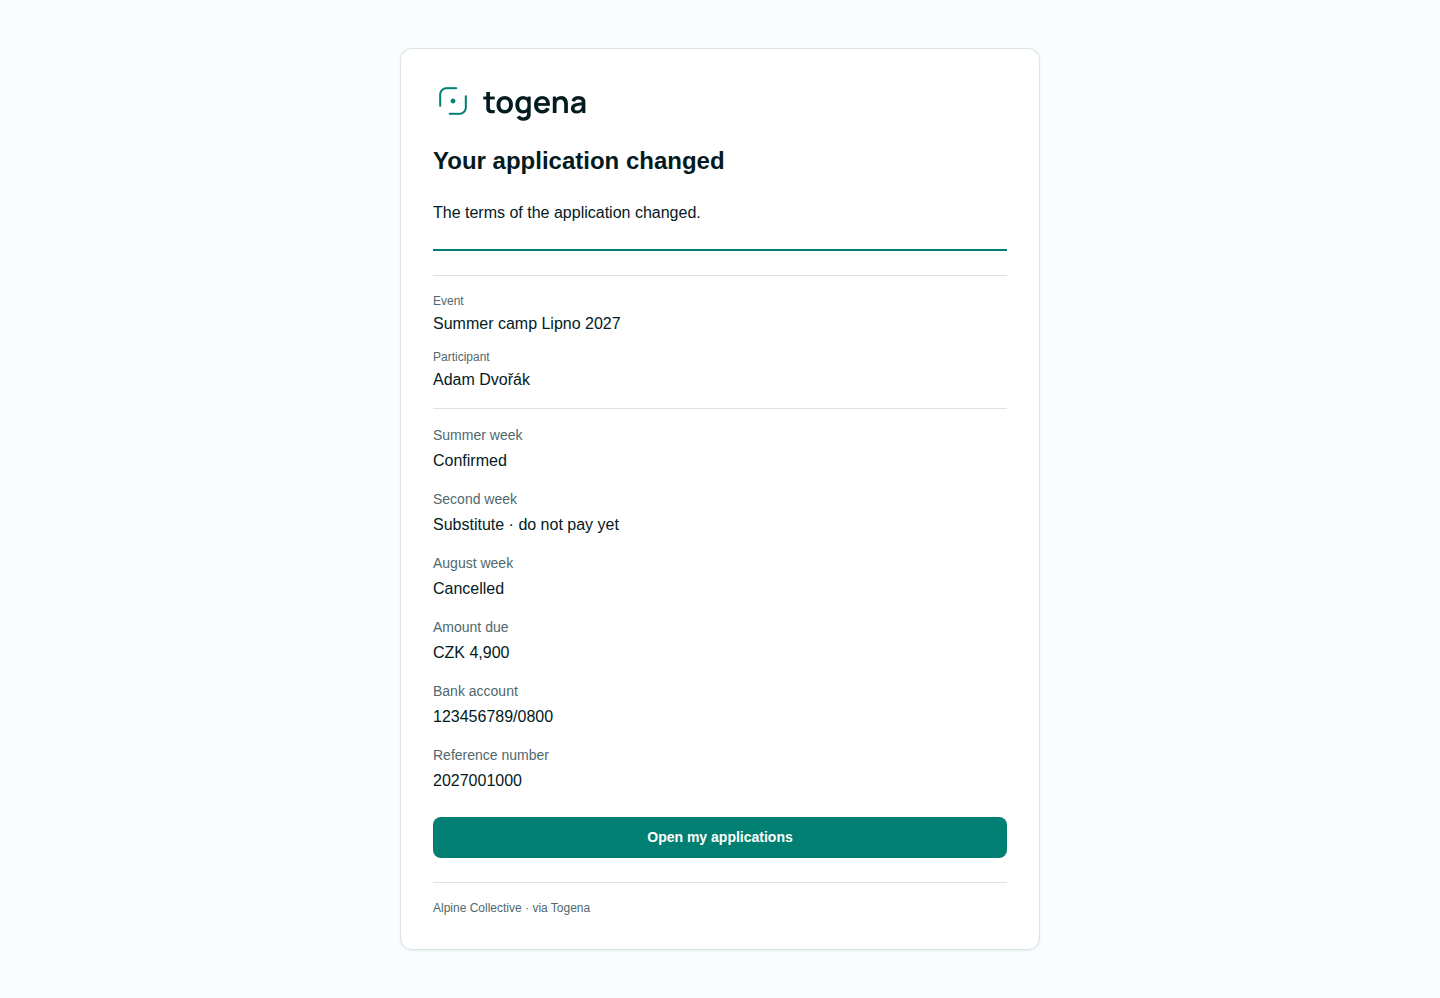 togena
Your application changed
The terms of the application changed.
Event
Summer camp Lipno 2027
Participant
Adam Dvořák
Summer week
Confirmed
Second week
Substitute · do not pay yet
August week
Cancelled
Amount due
CZK 4,900
Bank account
123456789/0800
Reference number
2027001000
Open my applications
Alpine Collective · via Togena